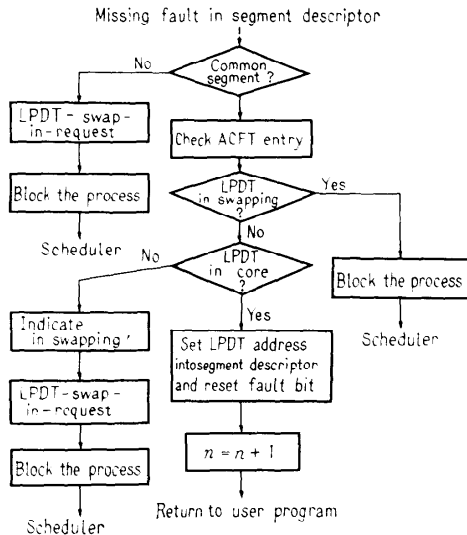 Missing fault in segment descriptor
No
Common
segment ?
LPDT - swap-
in-request
Check ACFT entry
Block the process
LPDT
in swapping
?
Yes
Scheduler
No
No
LPDT
in core
?
Block the process
Indicate
in swapping'
Yes
Scheduler
Set LPDT address
intosegment descriptor
and reset fault bit
LPDT-swap-
in-request
Block the process
n = n + 1
Scheduler
Return to user program